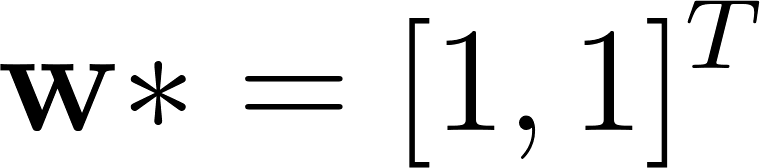 w* = [1, 1]^T